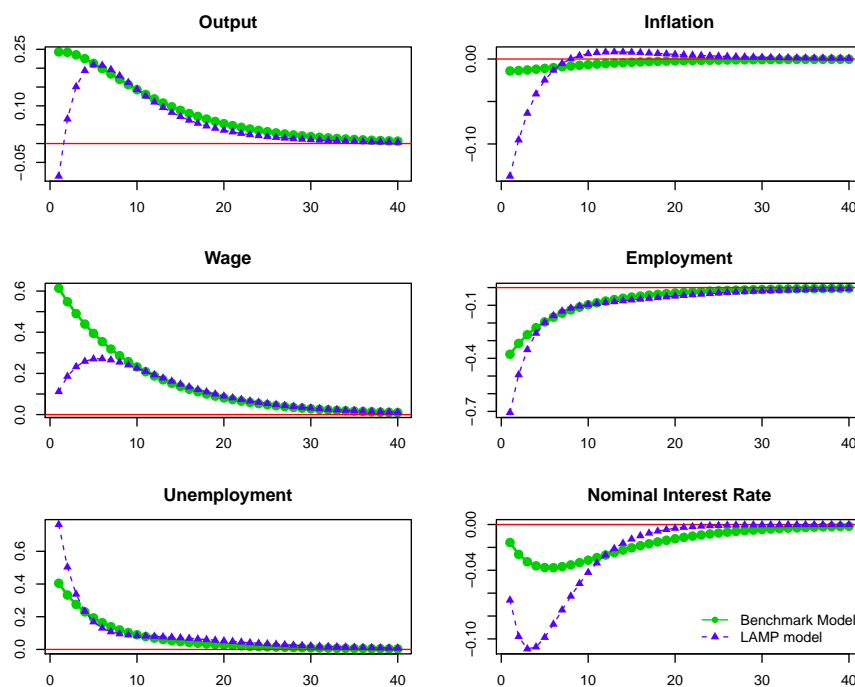 Output
0.25
0.10
−0.05
0 10 20 30 40
Inflation
0.00
−0.10
0 10 20 30 40
Wage
0.6
0.4
0.2
0.0
0 10 20 30 40
Employment
−0.1
−0.4
−0.7
0 10 20 30 40
Unemployment
0.6
0.4
0.2
0.0
0 10 20 30 40
Nominal Interest Rate
0.00
−0.04
−0.10
0 10 20 30 40
Benchmark Model
LAMP model